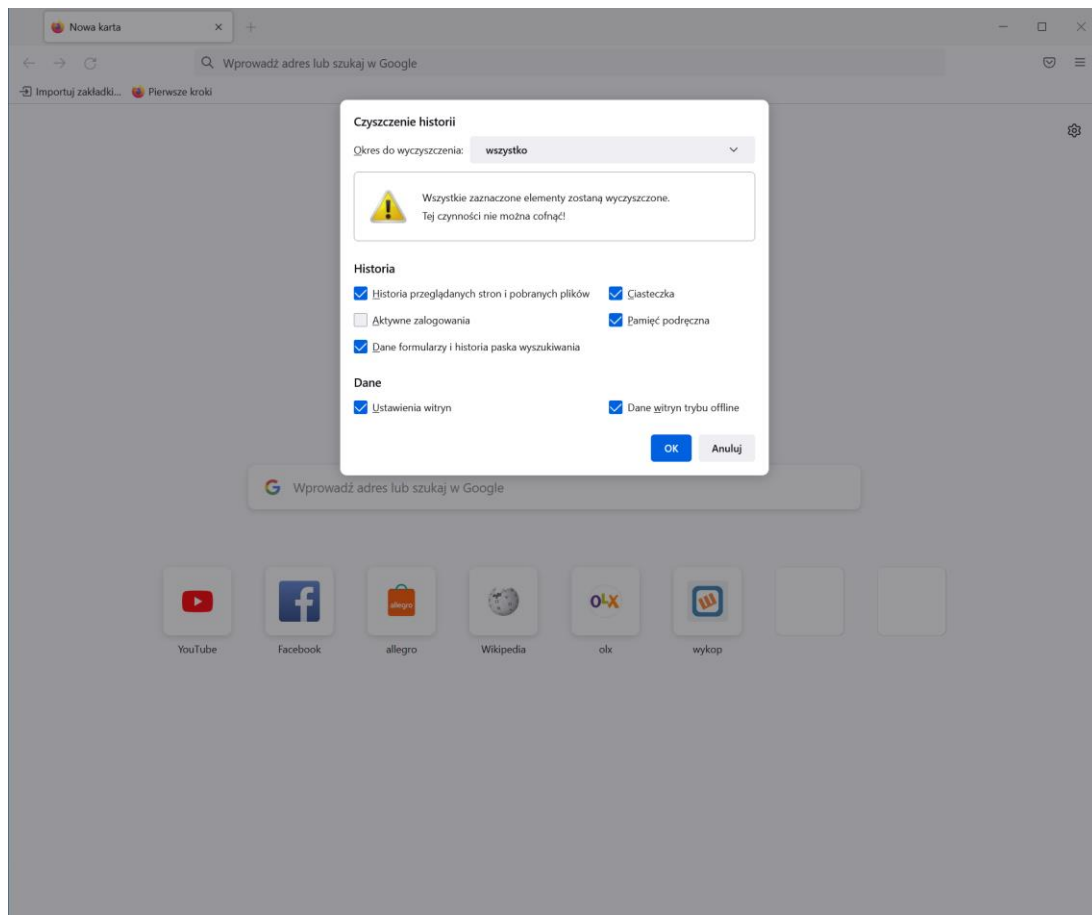 Nowa karta
Wprowadź adres lub szukaj w Google
Importuj zakładki... Pierwsze kroki
Czyszczenie historii
Okres do wyczyszczenia: wszystko
Wszystkie zaznaczone elementy zostaną wyczyszczone.
Tej czynności nie można cofnąć!
Historia
Historia przeglądanych stron i pobranych plików Ciasteczka
Aktywne zalogowania Pamięć podręczna
Dane formularzy i historia paska wyszukiwania
Dane
Ustawienia witryn Dane witryn trybu offline
OK Anuluj
Wprowadź adres lub szukaj w Google
allegro OLX
YouTube Facebook allegro Wikipedia olx wykop